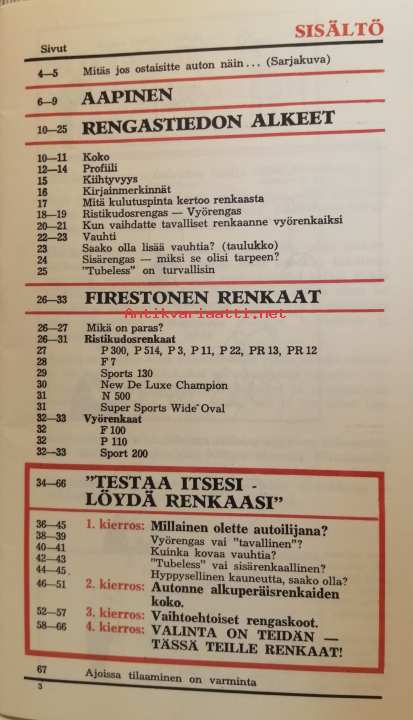 SISÄLTÖ
Sivut
4—5 Mitäs jos ostaisitte auton näin... (Sarjakuva)
6—9 AAPINEN
10—25 RENGASTIEDON ALKEET
10—11 Koko
12—14 Profiili
15 Kiihtyvyys
16 Kirjainmerkinnät
17 Mitä kulutuspinta kertoo renkaasta
18—19 Ristikudosrengas — Vyörengas
20—21 Kun vaihdatte tavalliset renkaanne vyörenkaiksi
22—23 Vauhti
23 Saako olla lisää vauhtia? (taulukko)
24 Sisärengas — miksi se olisi tarpeen?
25 "Tubeless" on turvallisin
26—33 FIRESTONEN RENKAAT
Antikvariaatti.net
26—27 Mikä on paras?
26—31 Ristikudosrenkaat
27 P 300, P 514, P 3, P 11, P 22, PR 13, PR 12
28 F 7
29 Sports 130
30 New De Luxe Champion
31 N 500
31 Super Sports Wide Oval
32—33 Vyörenkaat
32 F 100
32 P 110
32—33 Sport 200
34—66 "TESTAA ITSESI -
LÖYDÄ RENKAASI"
36—45 1. kierros: Millainen olette autoilijana?
38—39 Vyörengas vai "tavallinen"?
40—41 Kuinka kovaa vauhtia?
42—43 "Tubeless" vai sisärenkaallinen?
44—45 Hyppysellinen kauneutta, saako olla?
46—51 2. kierros: Autonne alkuperäisrenkaiden
koko.
52—57 3. kierros: Vaihtoehtoiset rengaskoot.
58—66 4. kierros: VALINTA ON TEIDÄN —
TÄSSÄ TEILLE RENKAAT!
67 Ajoissa tilaaminen on varminta
3